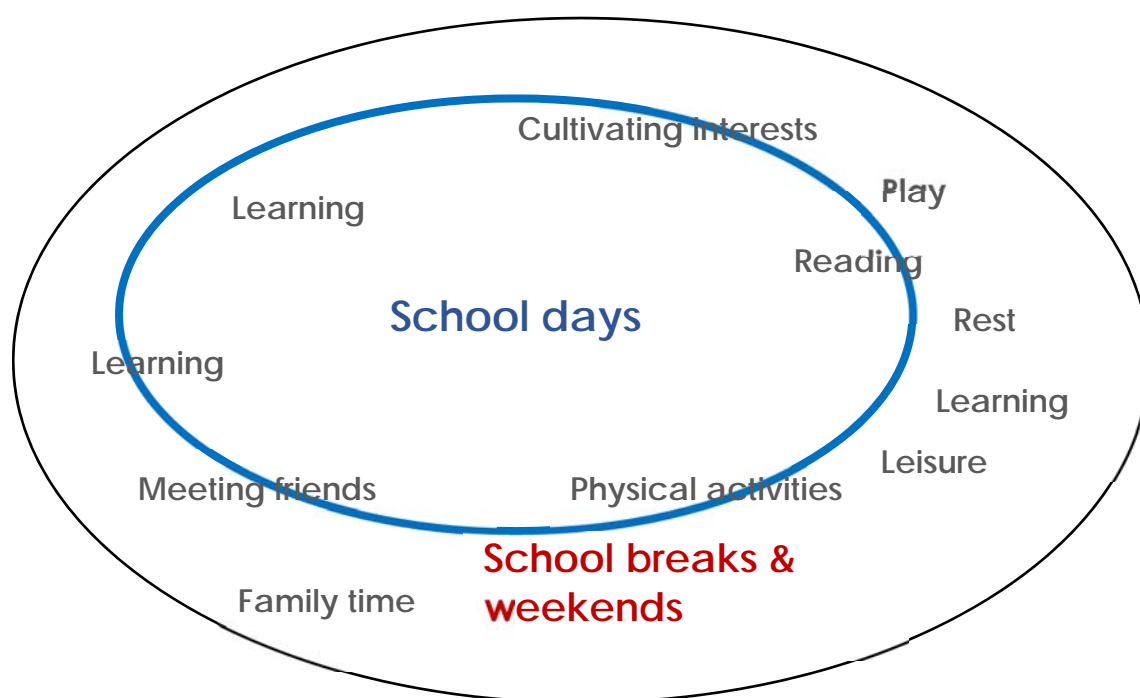 Cultivating interests
Play
Learning
Reading
School days
Rest
Learning
Learning
Leisure
Meeting friends
Physical activities
School breaks &
weekends
Family time